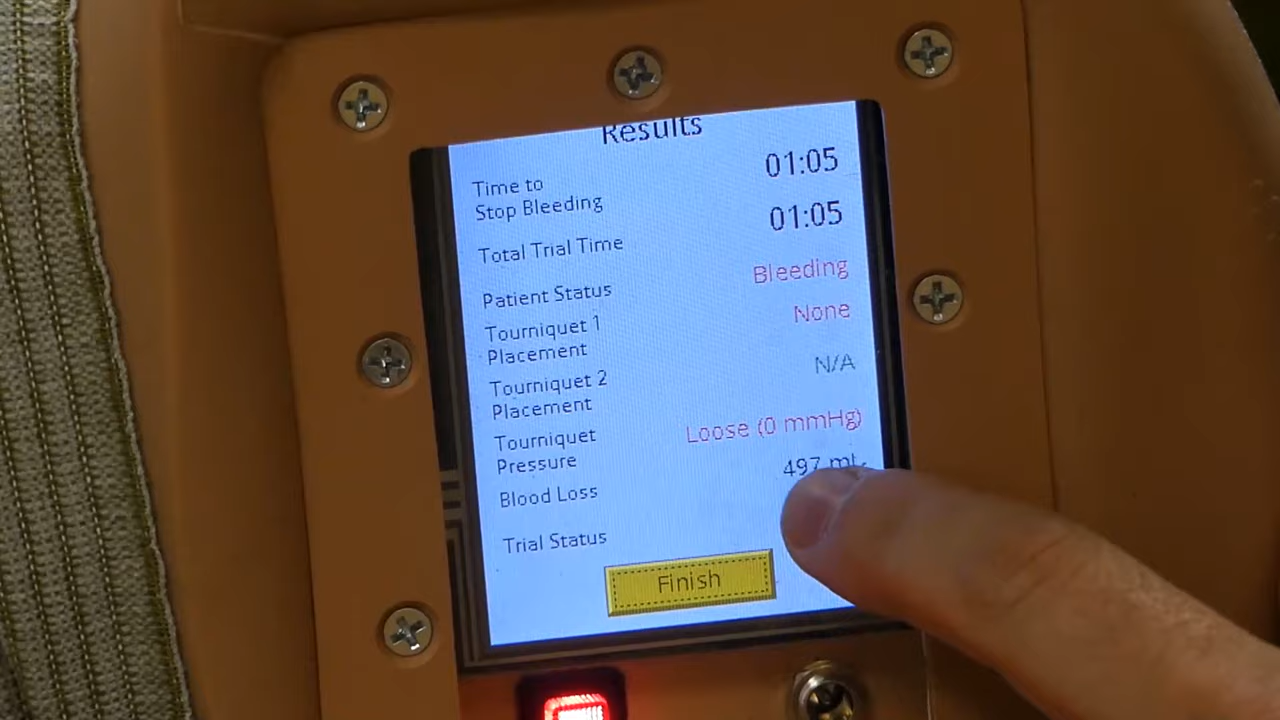 Results
Time to
Stop Bleeding
01:05
Total Trial Time
01:05
Patient Status
Bleeding
Tourniquet 1
Placement
None
Tourniquet 2
Placement
N/A
Tourniquet
Pressure
Loose (0 mmHg)
Blood Loss
497 mL
Trial Status
Finish